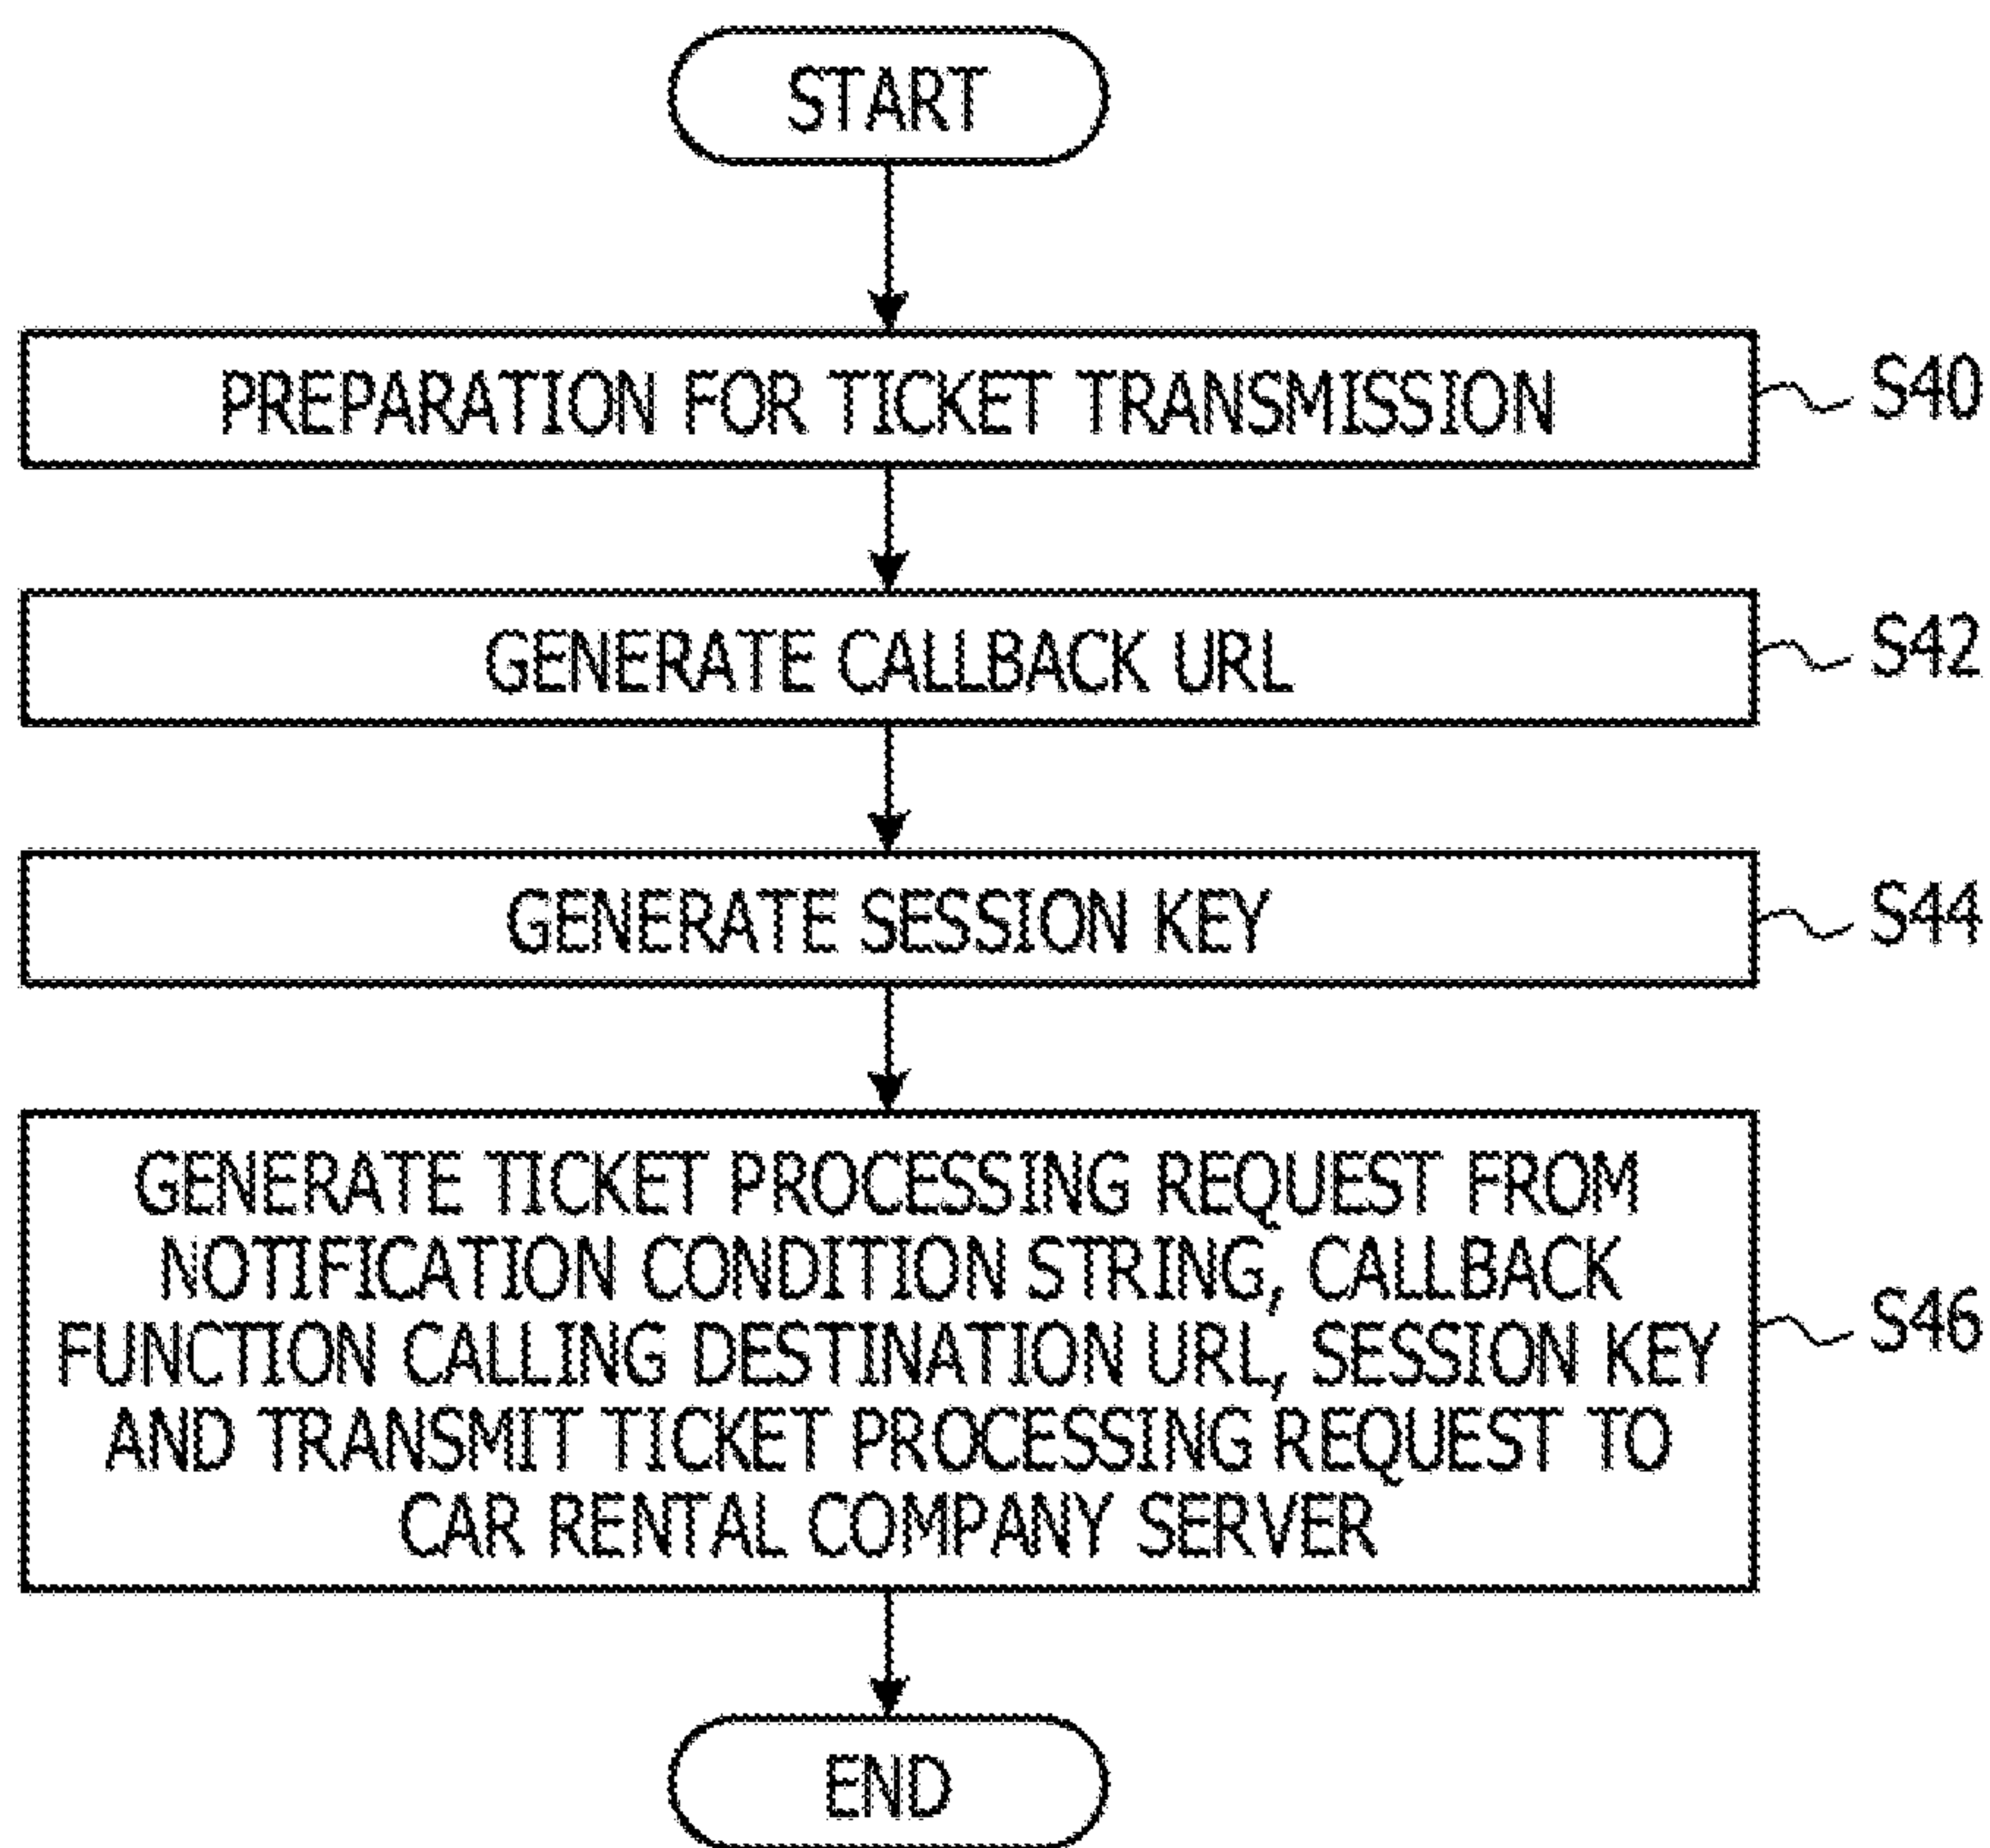 START
PREPARATION FOR TICKET TRANSMISSION
S40
GENERATE CALLBACK URL
S42
GENERATE SESSION KEY
S44
GENERATE TICKET PROCESSING REQUEST FROM
NOTIFICATION CONDITION STRING, CALLBACK
FUNCTION CALLING DESTINATION URL, SESSION KEY
AND TRANSMIT TICKET PROCESSING REQUEST TO
CAR RENTAL COMPANY SERVER
S46
END